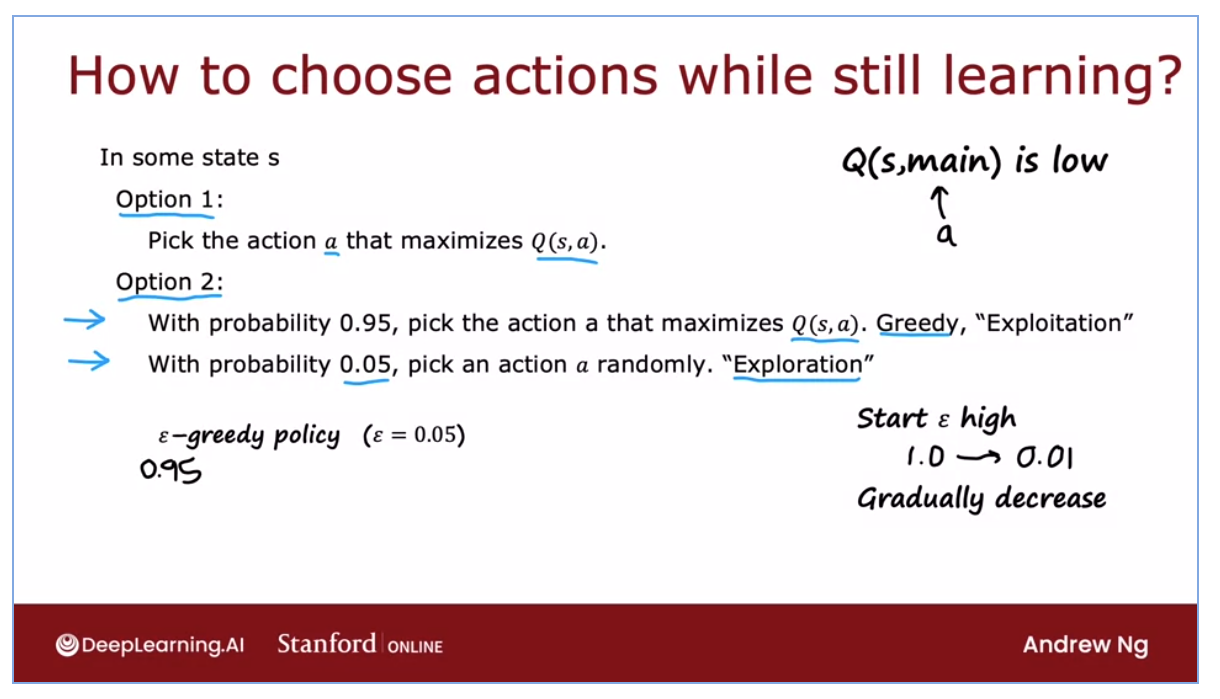 How to choose actions while still learning?
In some state s
Q(s,main) is low
↑
a
Option 1:
Pick the action a that maximizes Q(s,a).
Option 2:
→ With probability 0.95, pick the action a that maximizes Q(s,a). Greedy, “Exploitation”
→ With probability 0.05, pick an action a randomly. “Exploration”
ε-greedy policy (ε = 0.05)
0.95
Start ε high
1.0 → 0.01
Gradually decrease
DeepLearning.AI Stanford ONLINE Andrew Ng